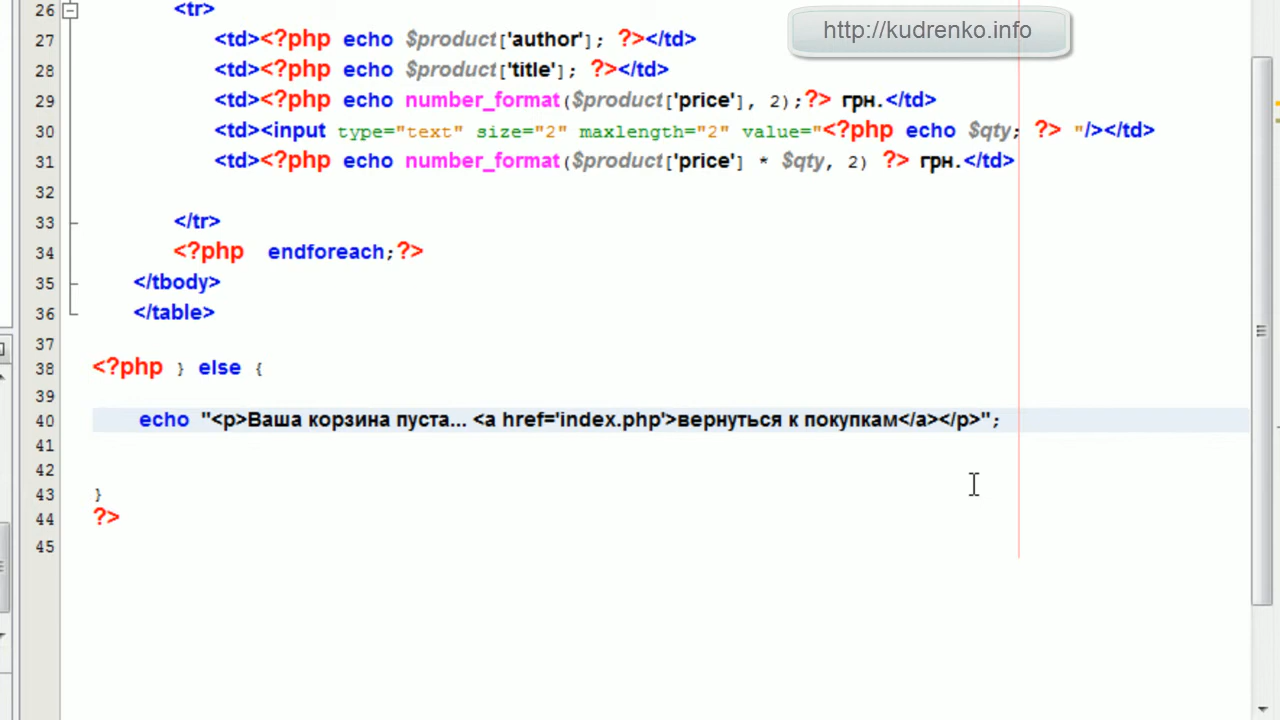 http://kudrenko.info
26 <tr>
27 <td><?php echo $product['author']; ?></td>
28 <td><?php echo $product['title']; ?></td>
29 <td><?php echo number_format($product['price'], 2);?> грн.</td>
30 <td><input type="text" size="2" maxlength="2" value="<?php echo $qty; ?> "/></td>
31 <td><?php echo number_format($product['price'] * $qty, 2) ?> грн.</td>
32
33 </tr>
34 <?php endforeach;?>
35 </tbody>
36 </table>
37
38 <?php } else {
39
40 echo "<p>Ваша корзина пуста... <a href='index.php'>вернуться к покупкам</a></p>";
41
42
43 }
44 ?>
45